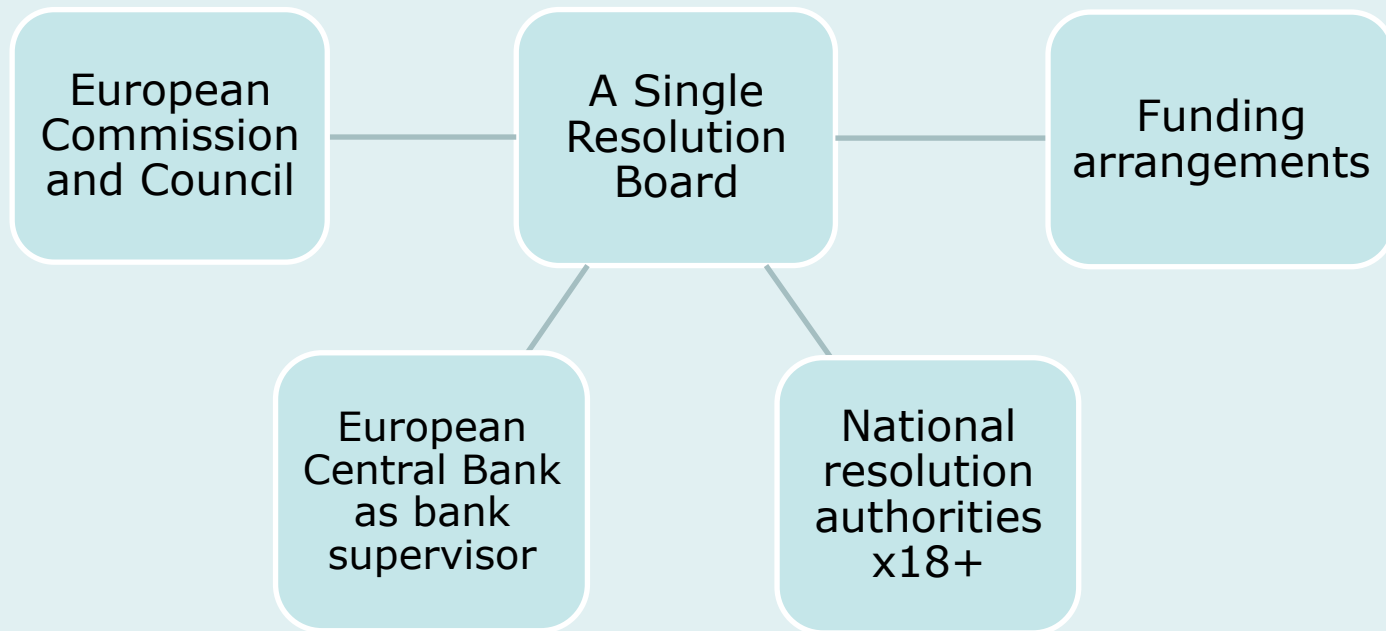 European
Commission
and Council
A Single
Resolution
Board
Funding
arrangements
European
Central Bank
as bank
supervisor
National
resolution
authorities
x18+